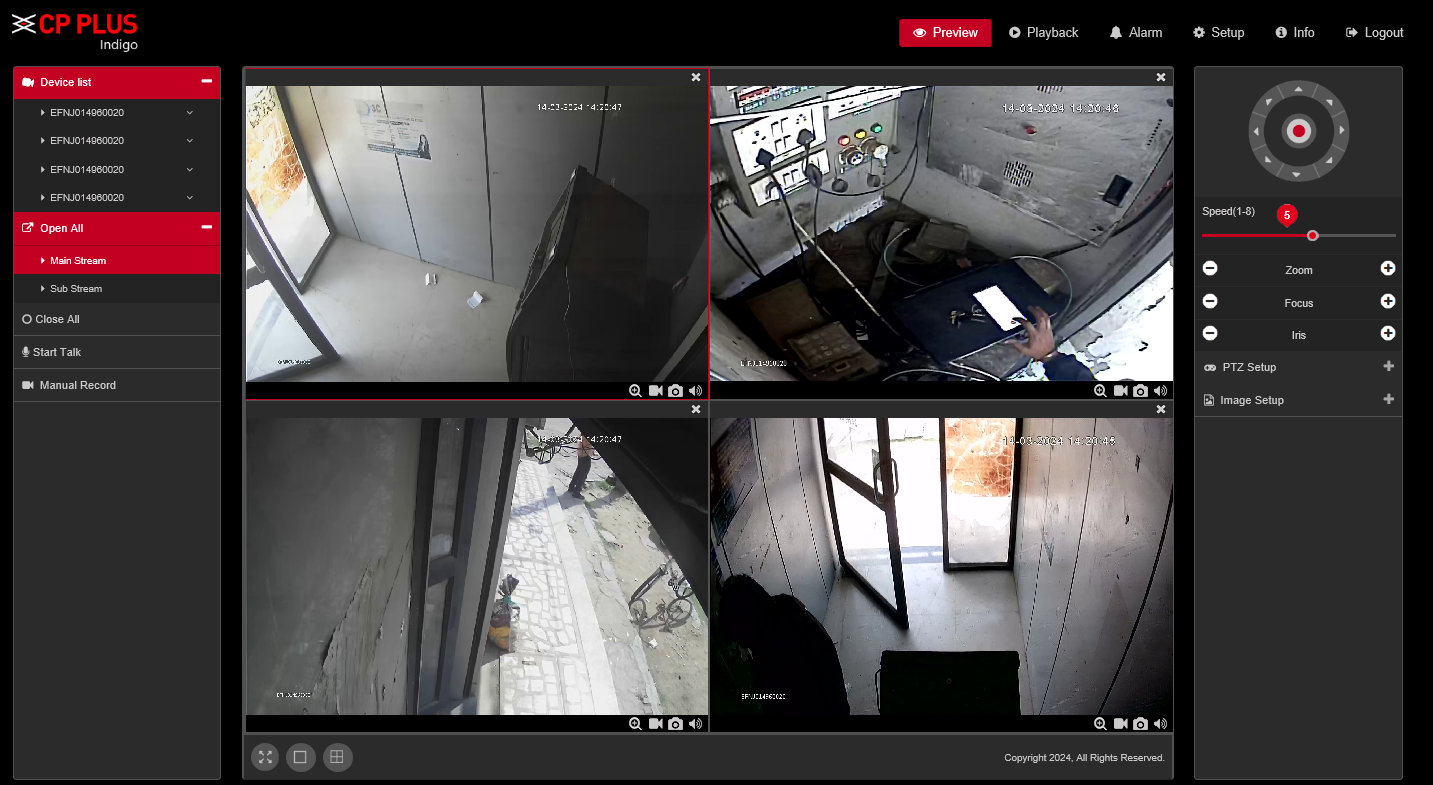 CP PLUS
Indigo
Preview
Playback
Alarm
Setup
Info
Logout
Device list
EFNJ014960020
EFNJ014960020
EFNJ014960020
EFNJ014960020
Open All
Main Stream
Sub Stream
Close All
Start Talk
Manual Record
14-03-2024 14:20:47
14-03-2024 14:20:46
14-03-2024 14:20:47
14-03-2024 14:20:45
EFNJ014960020
Speed(1-8)
5
Zoom
Focus
Iris
PTZ Setup
Image Setup
Copyright 2024, All Rights Reserved.